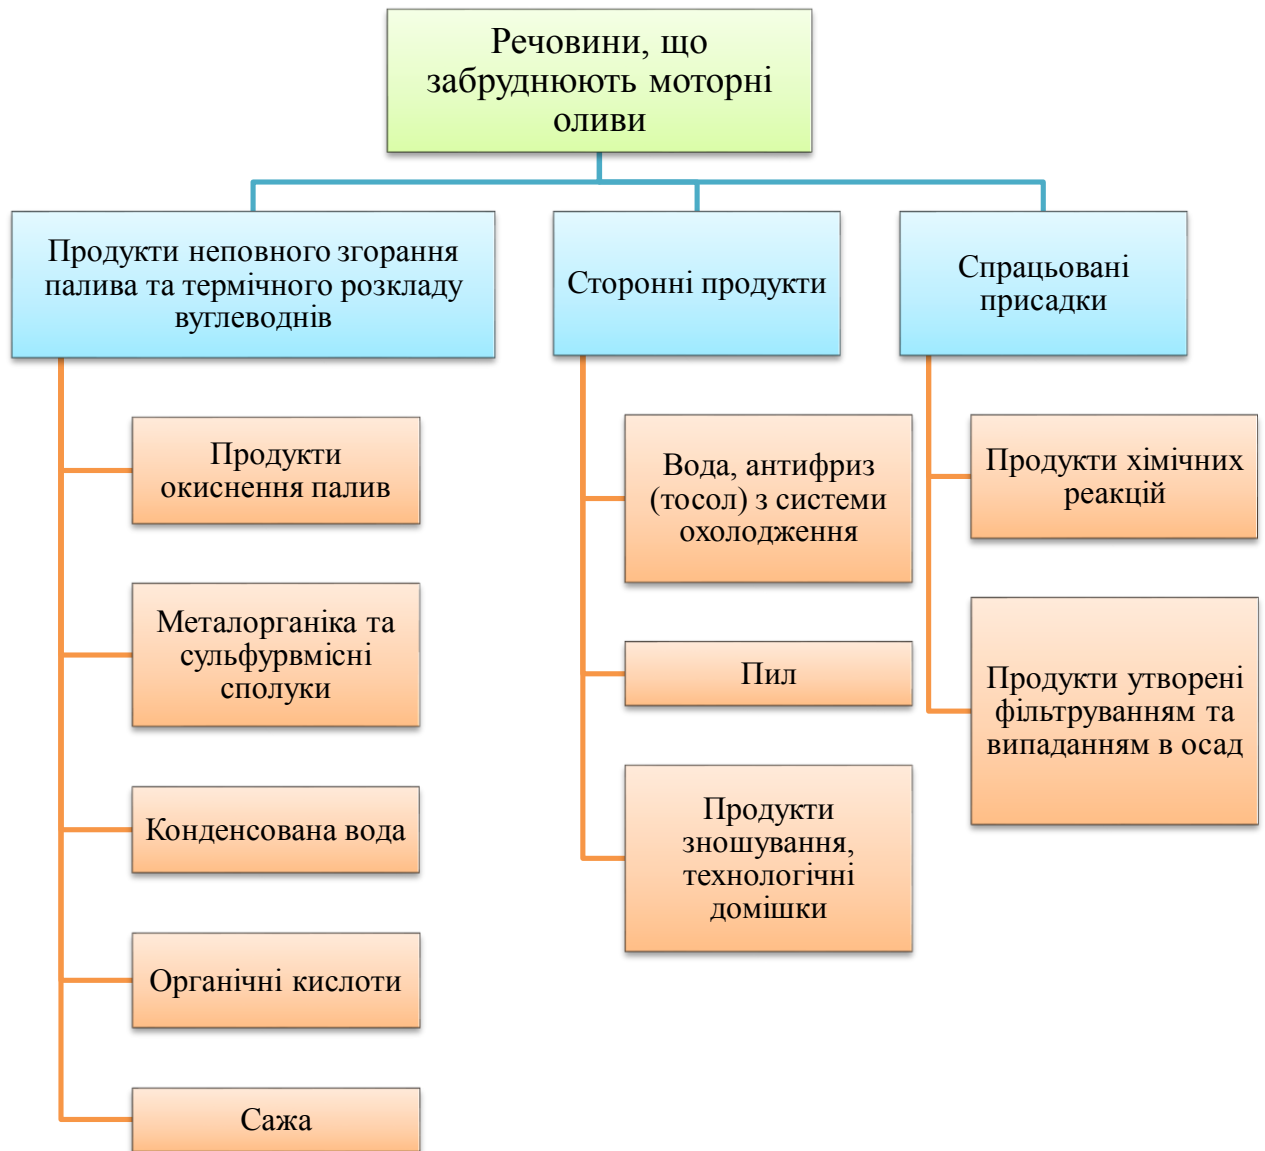 Речовини, що
забруднюють моторні
оливи
Продукти неповного згорання
палива та термічного розкладу
вуглеводнів
Продукти
окиснення палив
Металорганіка та
сульфурвмісні
сполуки
Конденсована вода
Органічні кислоти
Сажа
Сторонні продукти
Вода, антифриз
(тосол) з системи
охолодження
Пил
Продукти
зношування,
технологічні
домішки
Спрацьовані
присадки
Продукти хімічних
реакцій
Продукти утворені
фільтруванням та
випаданням в осад